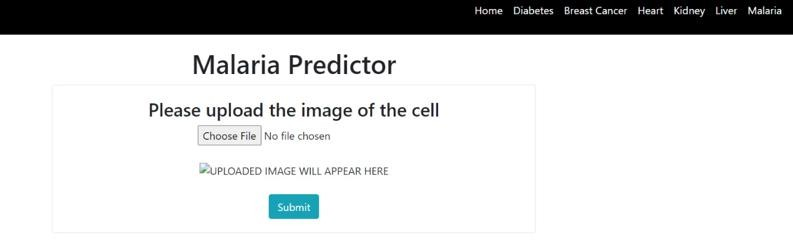 Home Diabetes Breast Cancer Heart Kidney Liver Malaria
Malaria Predictor
Please upload the image of the cell
Choose File No file chosen
UPLOADED IMAGE WILL APPEAR HERE
Submit